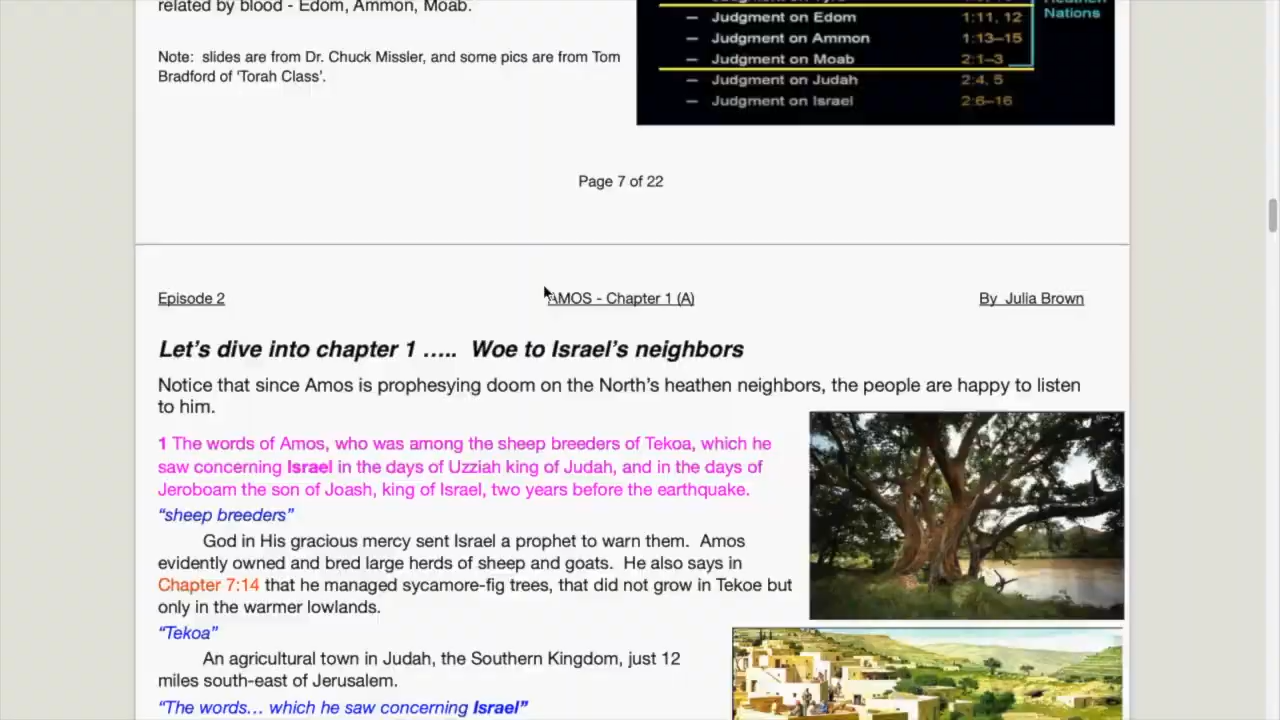 related by blood - Edom, Ammon, Moab.
Note:  slides are from Dr. Chuck Missler, and some pics are from Tom
Bradford of ‘Torah Class’.
Heathen
Nations
— Judgment on Edom 1:11, 12
— Judgment on Ammon 1:13–15
— Judgment on Moab 2:1–3
— Judgment on Judah 2:4, 5
— Judgment on Israel 2:6–16
Page 7 of 22
Episode 2
AMOS - Chapter 1 (A)
By  Julia Brown
Let’s dive into chapter 1 …..  Woe to Israel’s neighbors
Notice that since Amos is prophesying doom on the North’s heathen neighbors, the people are happy to listen
to him.
1 The words of Amos, who was among the sheep breeders of Tekoa, which he
saw concerning Israel in the days of Uzziah king of Judah, and in the days of
Jeroboam the son of Joash, king of Israel, two years before the earthquake.
“sheep breeders”
God in His gracious mercy sent Israel a prophet to warn them.  Amos
evidently owned and bred large herds of sheep and goats.  He also says in
Chapter 7:14 that he managed sycamore-fig trees, that did not grow in Tekoe but
only in the warmer lowlands.
“Tekoa”
An agricultural town in Judah, the Southern Kingdom, just 12
miles south-east of Jerusalem.
“The words… which he saw concerning Israel”